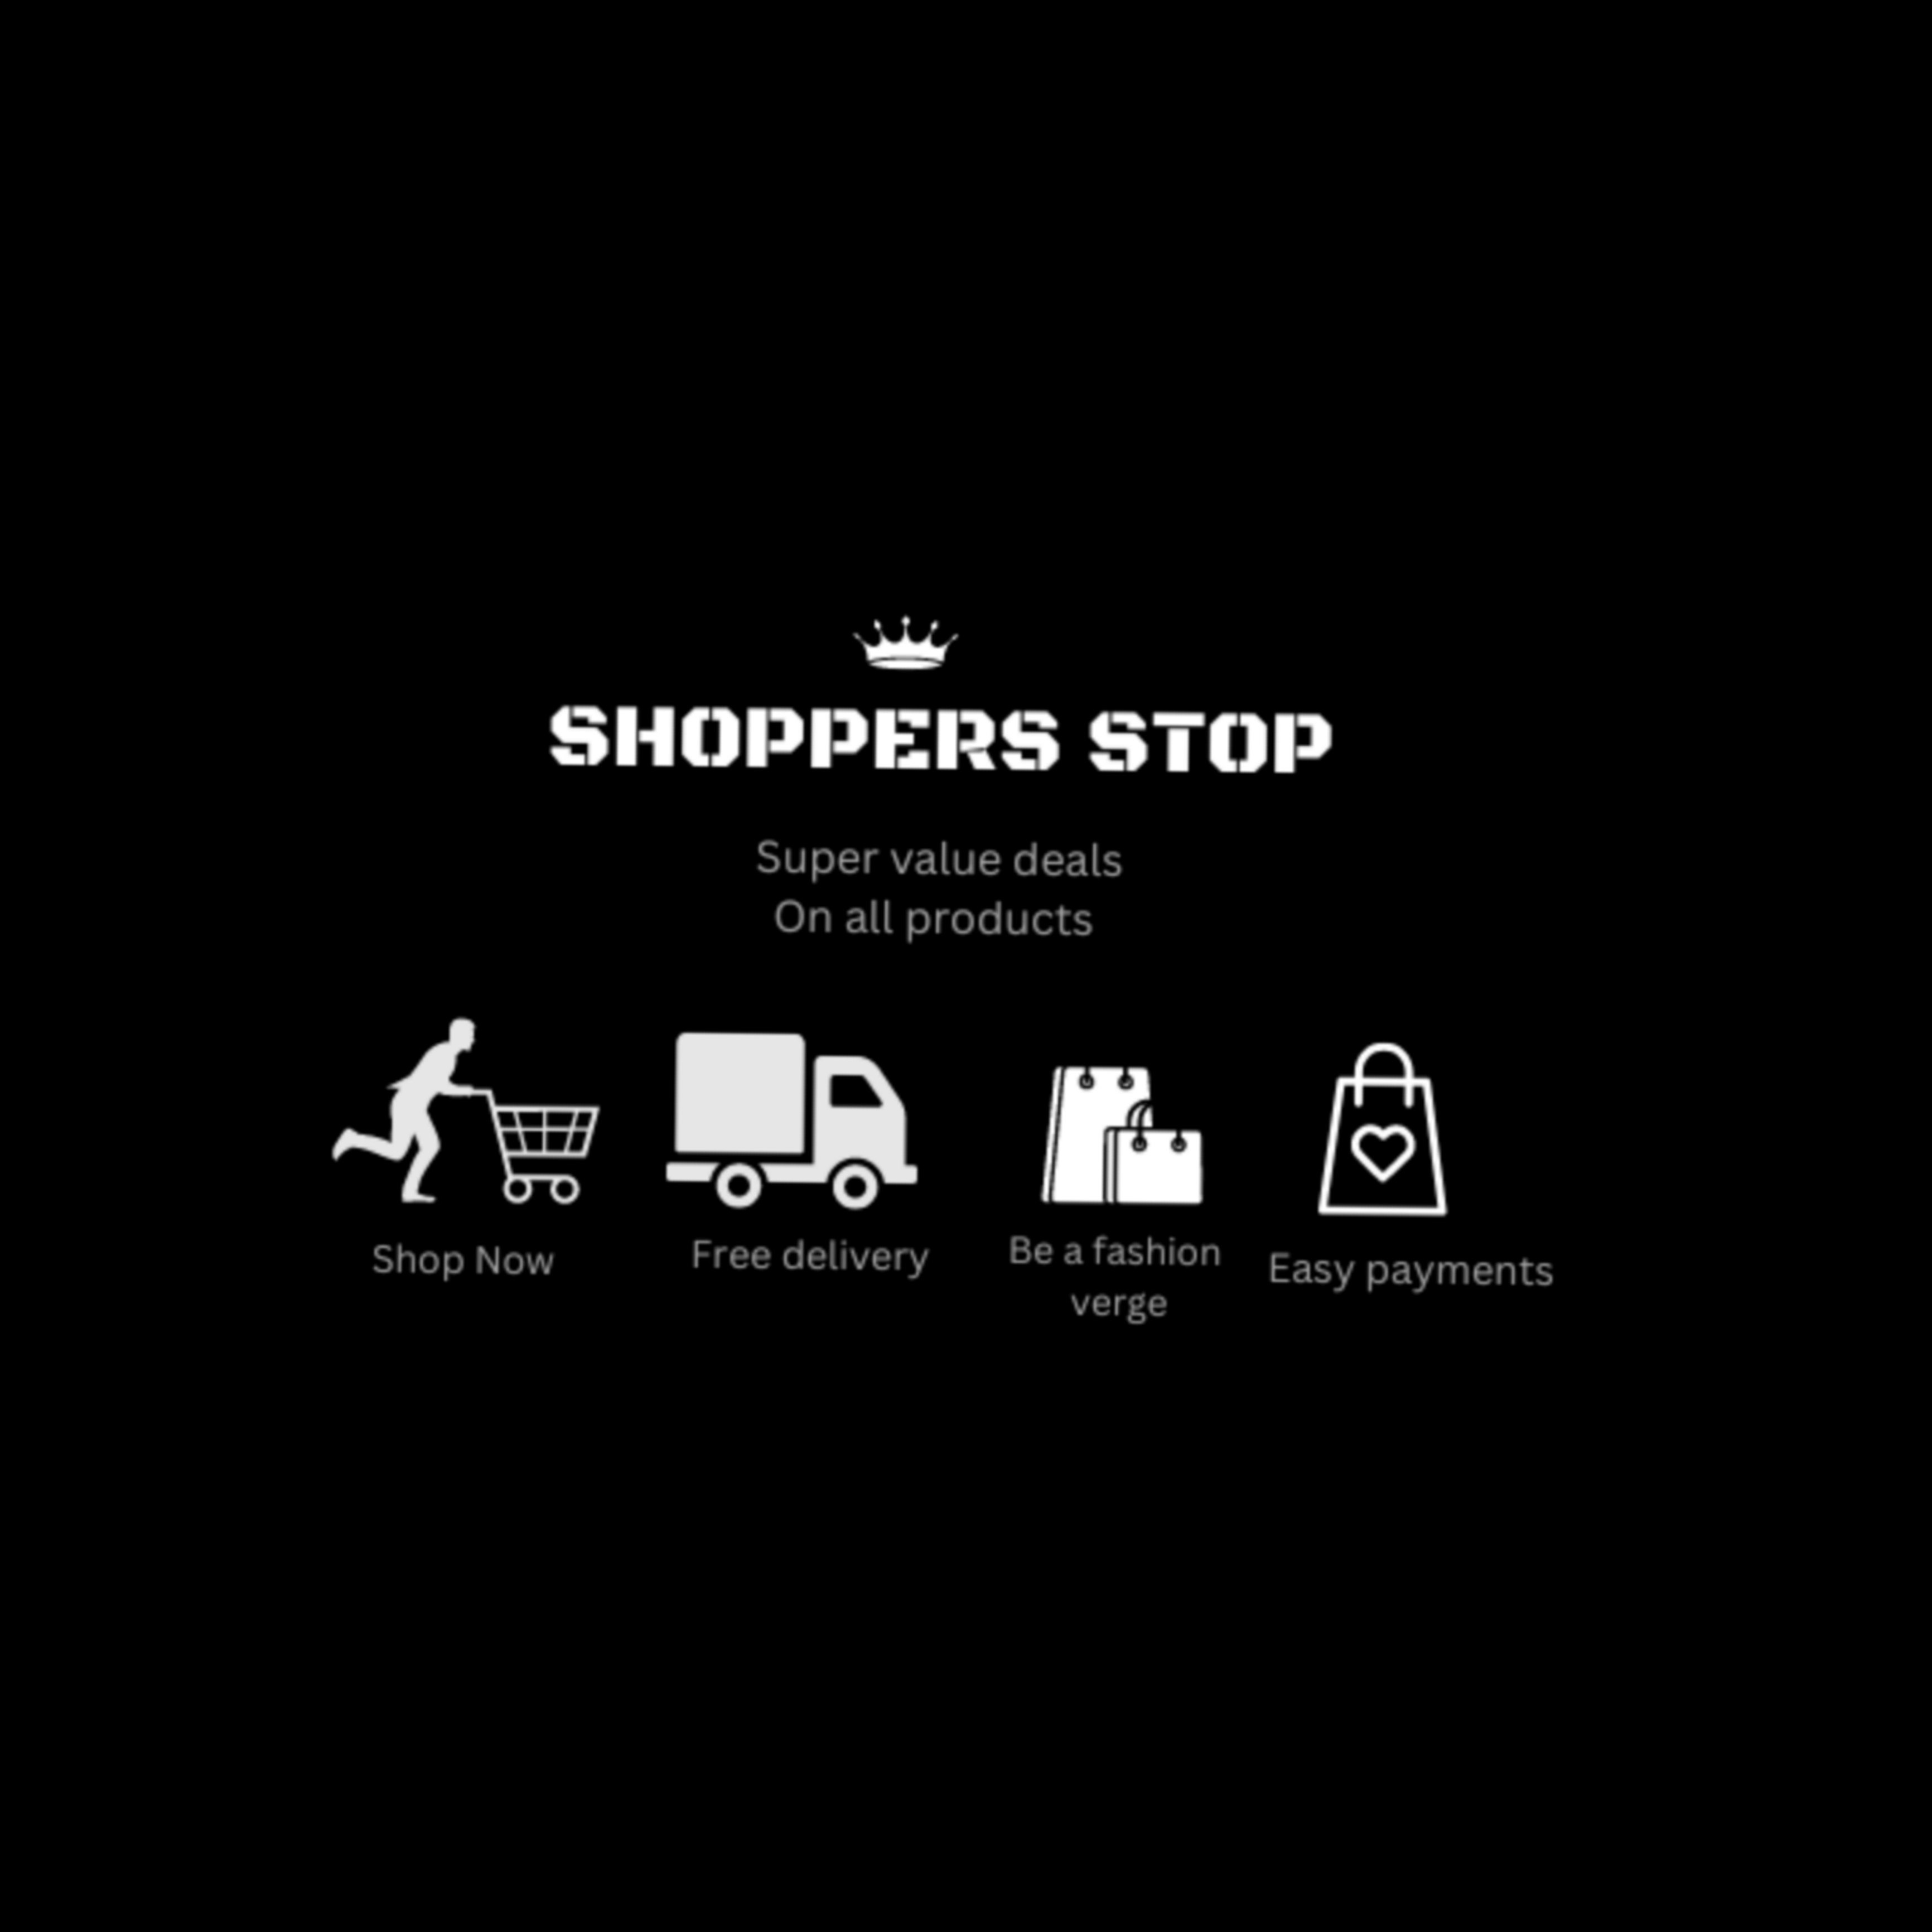 SHOPPERS STOP
Super value deals
On all products
Shop Now
Free delivery
Be a fashion
verge
Easy payments